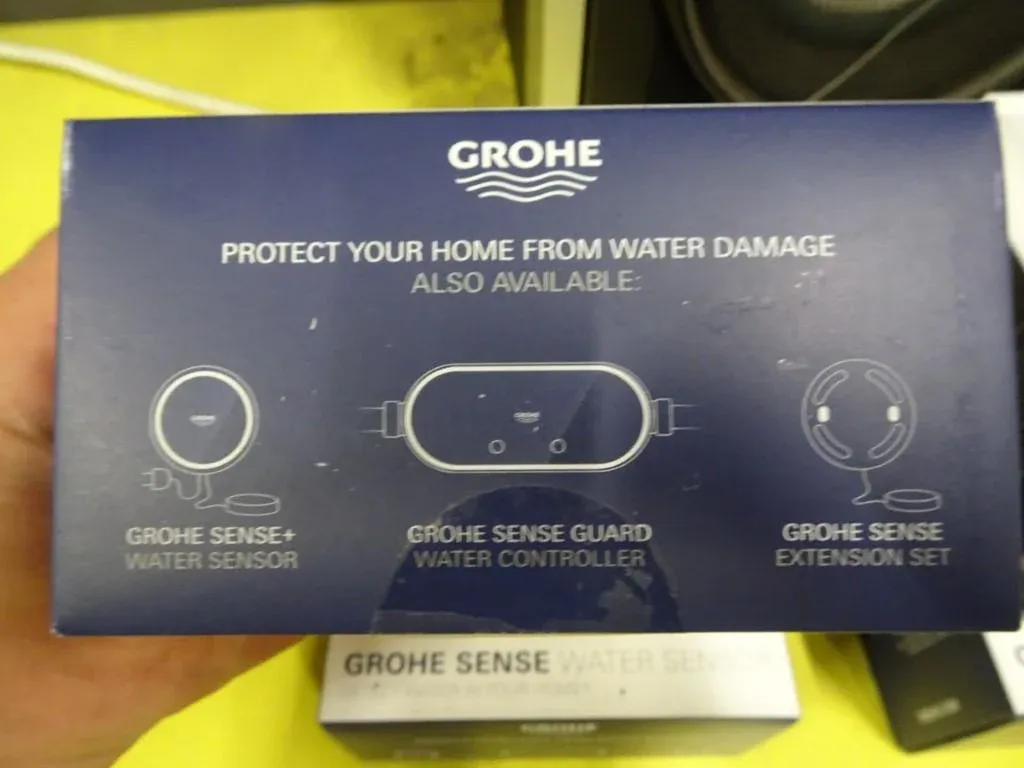 GROHE
PROTECT YOUR HOME FROM WATER DAMAGE
ALSO AVAILABLE:
GROHE
GROHE
GROHE SENSE+
WATER SENSOR
GROHE SENSE GUARD
WATER CONTROLLER
GROHE SENSE
EXTENSION SET
GROHE SENSE WATER